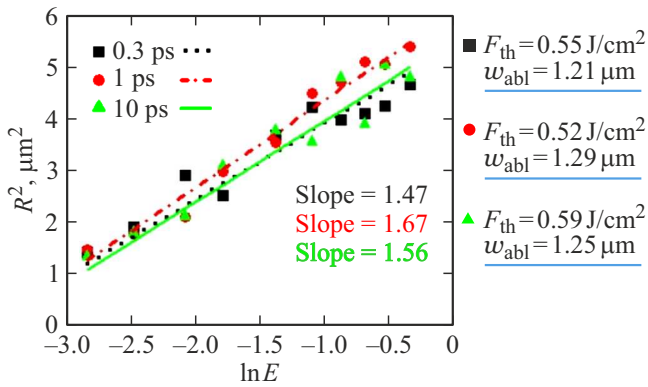 6
5
4
3
2
1
0
R², μm²
0.3 ps
1 ps
10 ps
Slope = 1.47
Slope = 1.67
Slope = 1.56
−3.0 −2.5 −2.0 −1.5 −1.0 −0.5 0
ln E
F_th = 0.55 J/cm²
w_abl = 1.21 μm
F_th = 0.52 J/cm²
w_abl = 1.29 μm
F_th = 0.59 J/cm²
w_abl = 1.25 μm